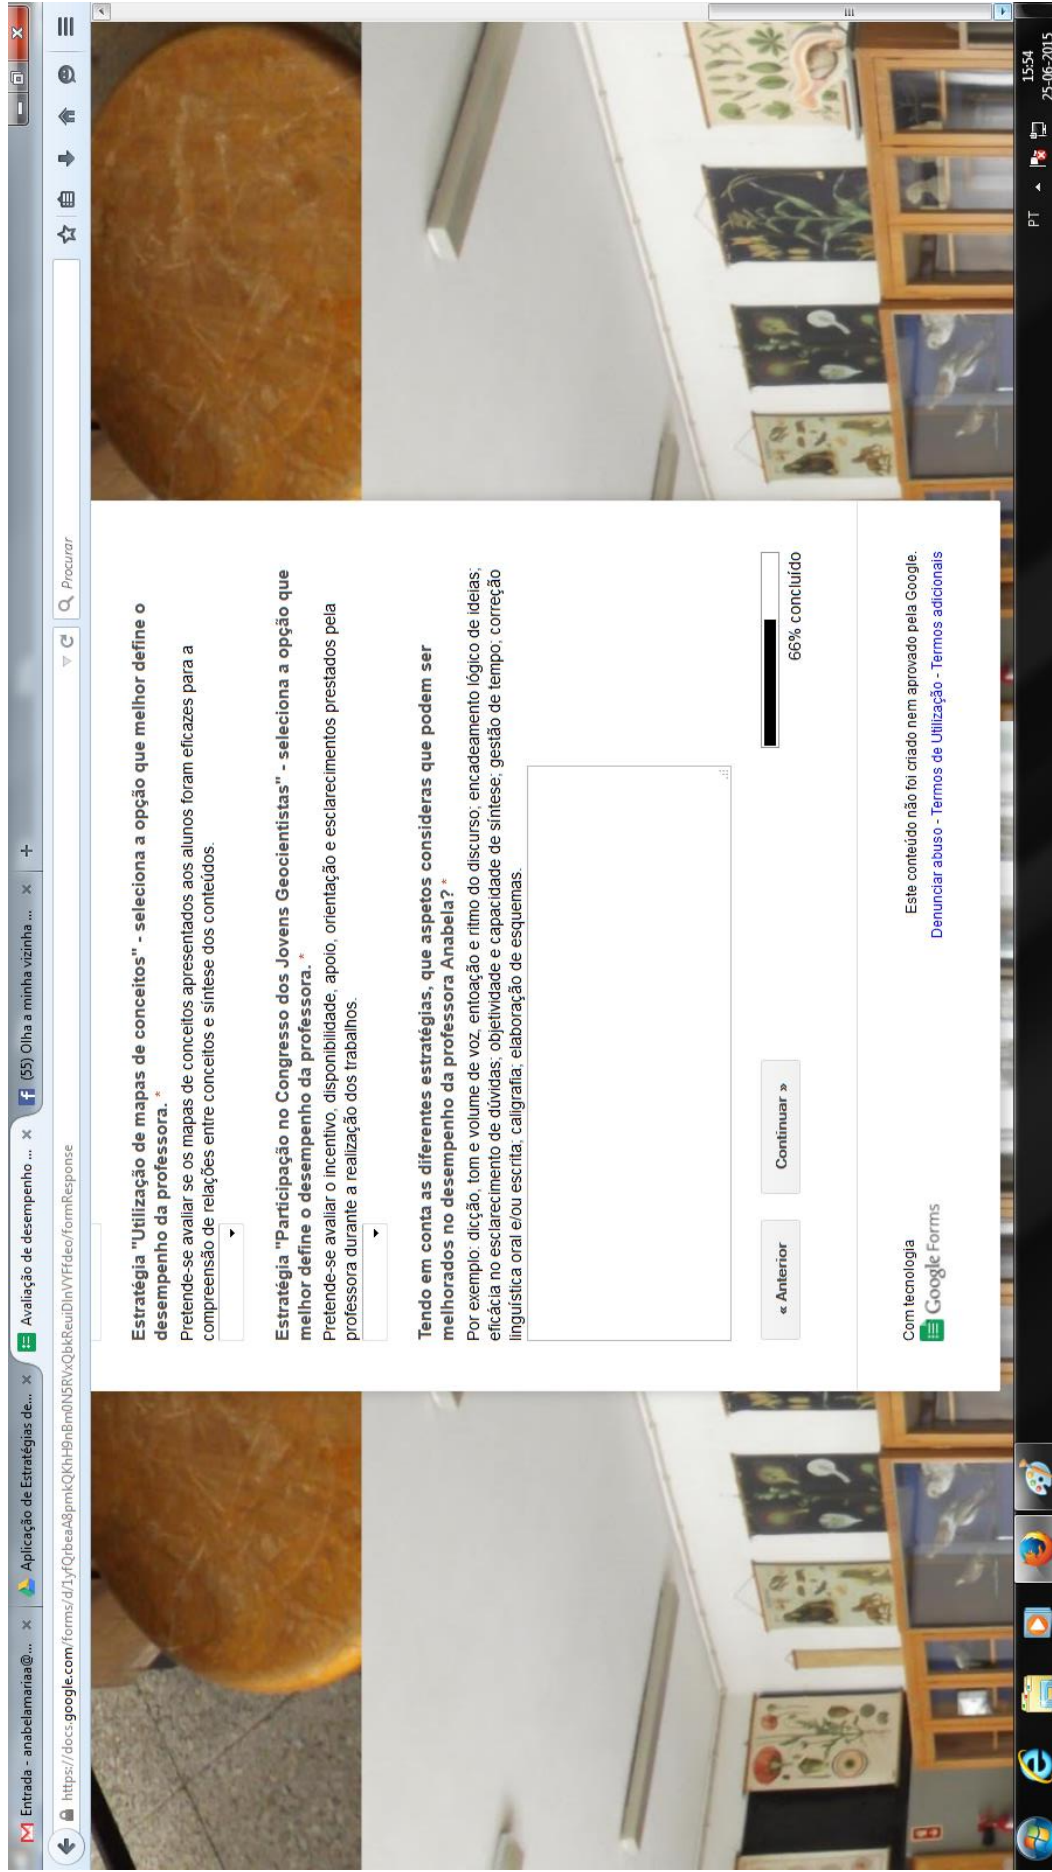 Entrada - anabelamariaa@...
Aplicação de Estratégias de...
Avaliação de desempenho ...
(55) Olha a minha vizinha ...
https://docs.google.com/forms/d/1yfQrbeaA8pmkQKhH9nBm0N5RVxQbkReuiDInVYFfdeo/formResponse
Procurar
Estratégia "Utilização de mapas de conceitos" - seleciona a opção que melhor define o
desempenho da professora. *
Pretende-se avaliar se os mapas de conceitos apresentados aos alunos foram eficazes para a
compreensão de relações entre conceitos e síntese dos conteúdos.
Estratégia "Participação no Congresso dos Jovens Geocientistas" - seleciona a opção que
melhor define o desempenho da professora. *
Pretende-se avaliar o incentivo, disponibilidade, apoio, orientação e esclarecimentos prestados pela
professora durante a realização dos trabalhos.
Tendo em conta as diferentes estratégias, que aspetos consideras que podem ser
melhorados no desempenho da professora Anabela? *
Por exemplo: dicção, tom e volume de voz, entoação e ritmo do discurso; encadeamento lógico de ideias;
eficácia no esclarecimento de dúvidas; objetividade e capacidade de síntese; gestão de tempo; correção
linguística oral e/ou escrita; caligrafia; elaboração de esquemas.
« Anterior
Continuar »
66% concluído
Com tecnologia
Google Forms
Este conteúdo não foi criado nem aprovado pela Google.
Denunciar abuso - Termos de Utilização - Termos adicionais
PT
15:54
25-06-2015